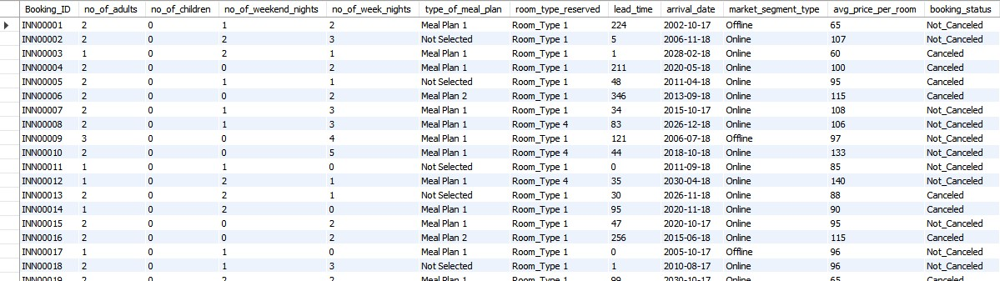 Booking_ID no_of_adults no_of_children no_of_weekend_nights no_of_week_nights type_of_meal_plan room_type_reserved lead_time arrival_date market_segment_type avg_price_per_room booking_status
INN00001 2 0 1 2 Meal Plan 1 Room_Type 1 224 2002-10-17 Offline 65 Not_Canceled
INN00002 2 0 2 3 Not Selected Room_Type 1 5 2006-11-18 Online 107 Not_Canceled
INN00003 1 0 2 1 Meal Plan 1 Room_Type 1 1 2028-02-18 Online 60 Canceled
INN00004 2 0 0 2 Meal Plan 1 Room_Type 1 211 2020-05-18 Online 100 Canceled
INN00005 2 0 1 1 Not Selected Room_Type 1 48 2011-04-18 Online 95 Canceled
INN00006 2 0 0 2 Meal Plan 2 Room_Type 1 346 2013-09-18 Online 115 Canceled
INN00007 2 0 1 3 Meal Plan 1 Room_Type 1 34 2015-10-17 Online 108 Not_Canceled
INN00008 2 0 1 3 Meal Plan 1 Room_Type 4 83 2026-12-18 Online 106 Not_Canceled
INN00009 3 0 0 4 Meal Plan 1 Room_Type 1 121 2006-07-18 Offline 97 Not_Canceled
INN00010 2 0 0 5 Meal Plan 1 Room_Type 4 44 2018-10-18 Online 133 Not_Canceled
INN00011 1 0 1 0 Not Selected Room_Type 1 0 2011-09-18 Online 85 Not_Canceled
INN00012 1 0 2 1 Meal Plan 1 Room_Type 4 35 2030-04-18 Online 140 Not_Canceled
INN00013 2 0 2 1 Not Selected Room_Type 1 30 2026-11-18 Online 88 Canceled
INN00014 1 0 2 0 Meal Plan 1 Room_Type 1 95 2020-11-18 Online 90 Canceled
INN00015 2 0 0 2 Meal Plan 1 Room_Type 1 47 2020-10-17 Online 95 Not_Canceled
INN00016 2 0 0 2 Meal Plan 2 Room_Type 1 256 2015-06-18 Online 115 Canceled
INN00017 1 0 1 0 Meal Plan 1 Room_Type 1 0 2005-10-17 Offline 96 Not_Canceled
INN00018 2 0 1 3 Not Selected Room_Type 1 1 2010-08-17 Online 96 Not_Canceled
INN00019 2 0 2 2 Meal Plan 1 Room_Type 1 99 2030-10-17 Online 65 Canceled